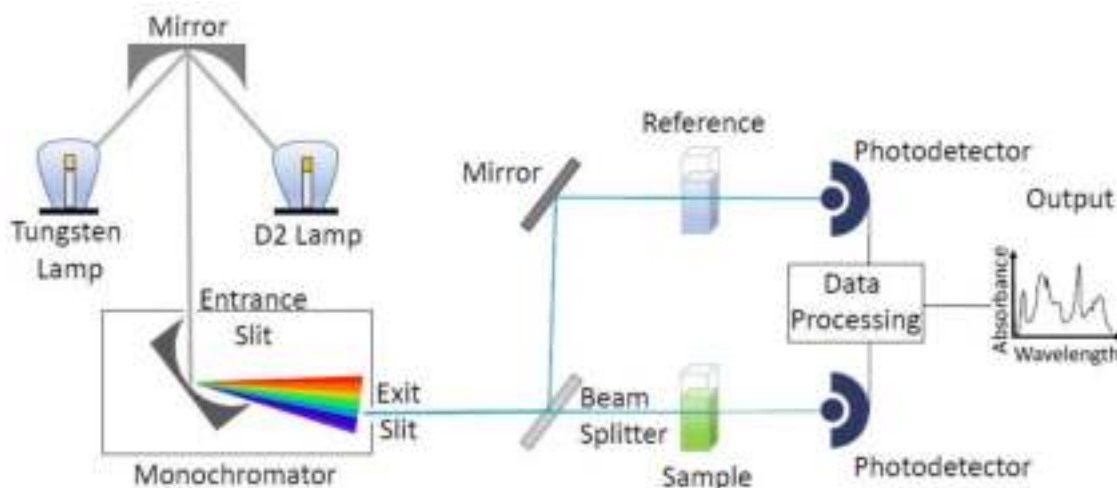 Mirror
Tungsten
Lamp
D2 Lamp
Entrance
Slit
Exit
Slit
Monochromator
Mirror
Beam
Splitter
Reference
Sample
Photodetector
Data
Processing
Photodetector
Output
Absorbance
Wavelength